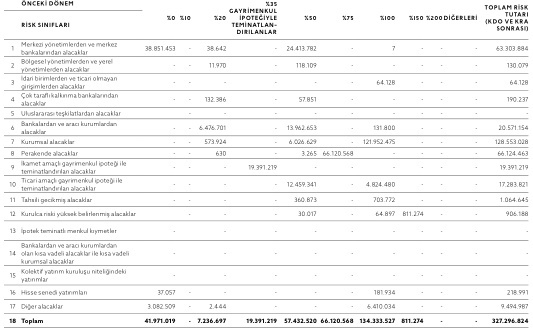 ÖNCEKİ DÖNEM
RİSK SINIFLARI %0 %10 %20 %35 GAYRİMENKUL İPOTEĞİYLE TEMİNATLAN-DIRILANLAR %50 %75 %100 %150 %200 DİĞERLERİ TOPLAM RİSK TUTARI (KDO VE KRA SONRASI)
1 Merkezi yönetimlerden ve merkez bankalarından alacaklar 38.851.453 - 38.642 - 24.413.782 - 7 - - - 63.303.884
2 Bölgesel yönetimlerden ve yerel yönetimlerden alacaklar - - 11.970 - 118.109 - - - - - 130.079
3 İdari birimlerden ve ticari olmayan girişimlerden alacaklar - - - - - - 64.128 - - - 64.128
4 Çok taraflı kalkınma bankalarından alacaklar - - 132.386 - 57.851 - - - - - 190.237
5 Uluslararası teşkilatlardan alacaklar - - - - - - - - - - -
6 Bankalardan ve aracı kurumlardan alacaklar - - 6.476.701 - 13.962.653 - 131.800 - - - 20.571.154
7 Kurumsal alacaklar - - 573.924 - 6.026.629 - 121.952.475 - - - 128.553.028
8 Perakende alacaklar - - 630 - 3.265 66.120.568 - - - - 66.124.463
9 İkamet amaçlı gayrimenkul ipoteği ile teminatlandırılan alacaklar - - - 19.391.219 - - - - - - 19.391.219
10 Ticari amaçlı gayrimenkul ipoteği ile teminatlandırılan alacaklar - - - - 12.459.341 - 4.824.480 - - - 17.283.821
11 Tahsili gecikmiş alacaklar - - - - 360.873 - 703.772 - - - 1.064.645
12 Kurulca riski yüksek belirlenmiş alacaklar - - - - 30.017 - 64.897 811.274 - - 906.188
13 İpotek teminatlı menkul kıymetler - - - - - - - - - - -
14 Bankalardan ve aracı kurumlardan olan kısa vadeli alacaklar ile kısa vadeli kurumsal alacaklar - - - - - - - - - - -
15 Kolektif yatırım kuruluşu niteliğindeki yatırımlar - - - - - - - - - - -
16 Hisse senedi yatırımları 37.057 - - - - - 181.934 - - - 218.991
17 Diğer alacaklar 3.082.509 - 2.444 - - - 6.410.034 - - - 9.494.987
18 Toplam 41.971.019 - 7.236.697 19.391.219 57.432.520 66.120.568 134.333.527 811.274 - - 327.296.824